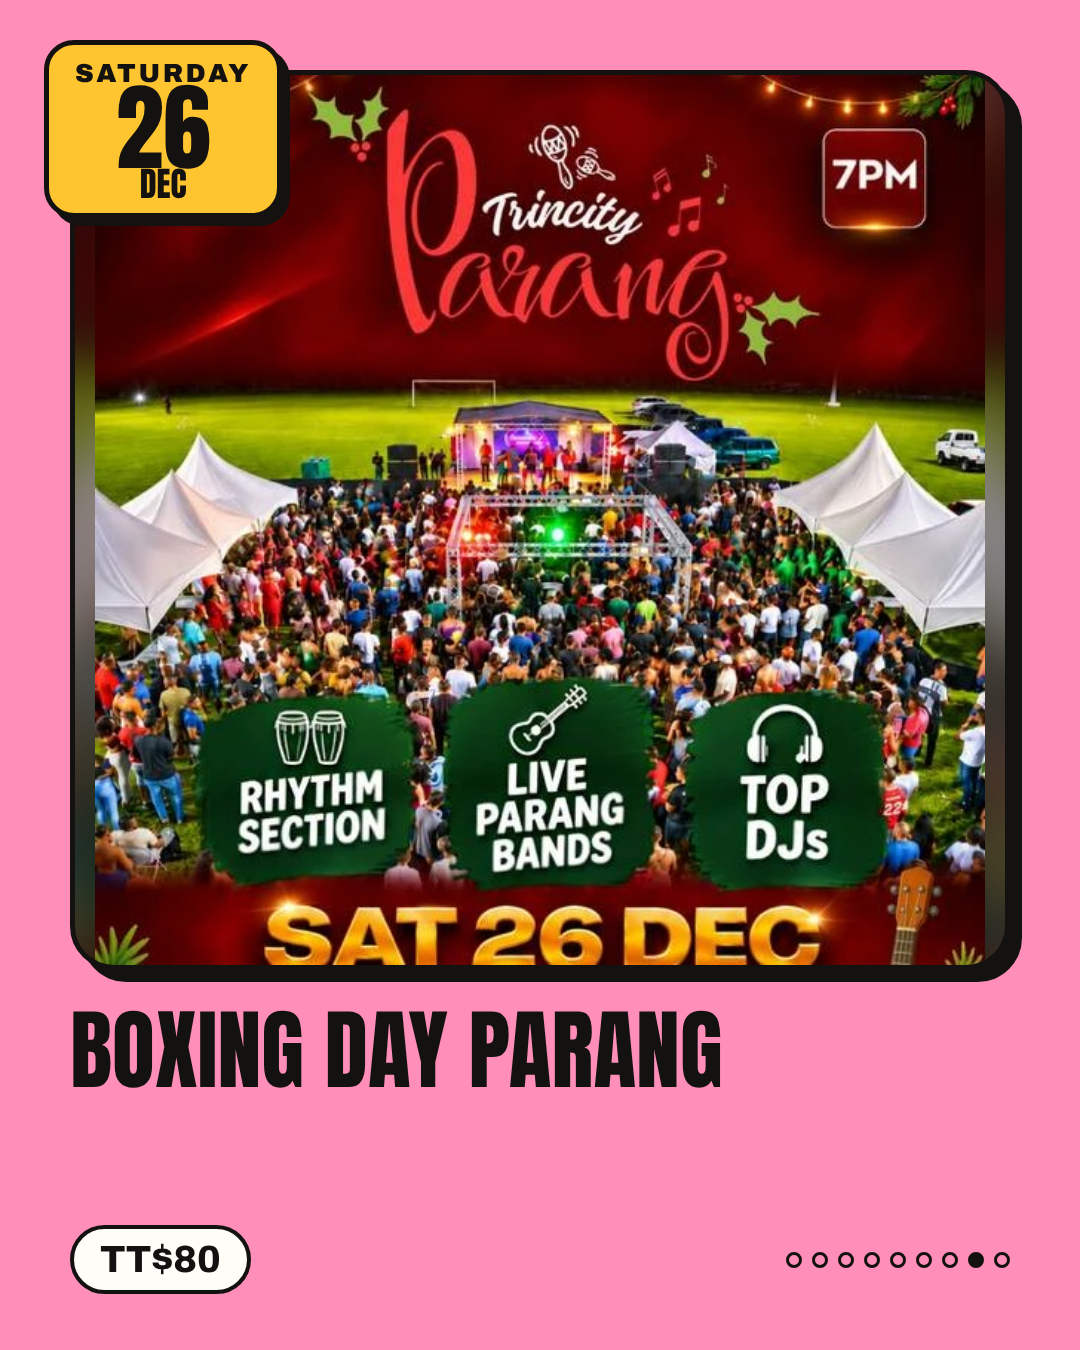 SATURDAY
26
DEC
Trincity
Parang
7PM
RHYTHM
SECTION
LIVE
PARANG
BANDS
TOP
DJs
22
SAT 26 DEC
BOXING DAY PARANG
TT$80